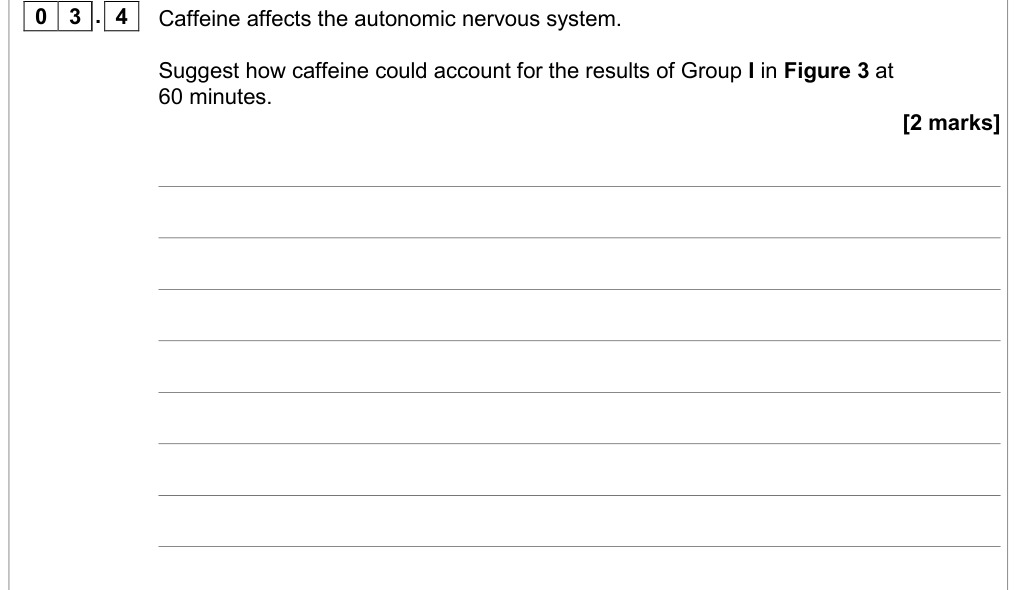 0 3 . 4 Caffeine affects the autonomic nervous system.
Suggest how caffeine could account for the results of Group I in Figure 3 at
60 minutes.
[2 marks]